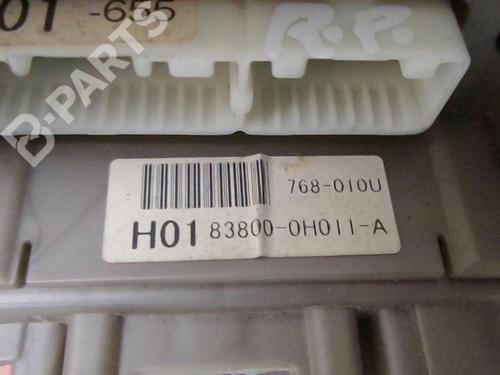 01 -655
R.P.
B-PARTS
768-010U
H01 83800-0H011-A